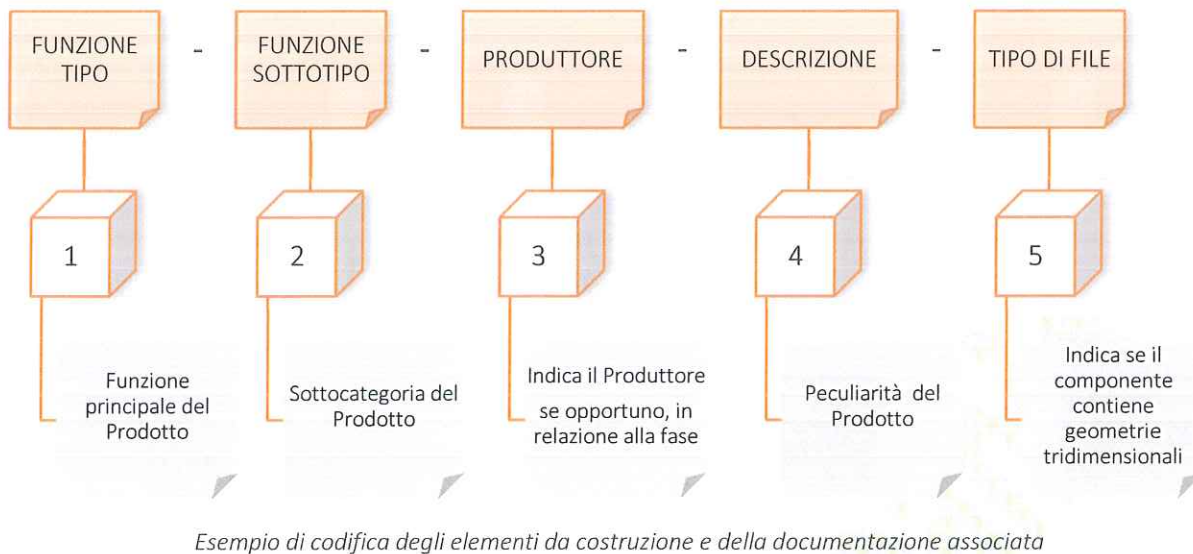 FUNZIONE
TIPO
-
FUNZIONE
SOTTOTIPO
-
PRODUTTORE
-
DESCRIZIONE
-
TIPO DI FILE
1
2
3
4
5
Funzione
principale del
Prodotto
Sottocategoria del
Prodotto
Indica il Produttore
se opportuno, in
relazione alla fase
Peculiarità del
Prodotto
Indica se il
componente
contiene
geometrie
tridimensionali
Esempio di codifica degli elementi da costruzione e della documentazione associata